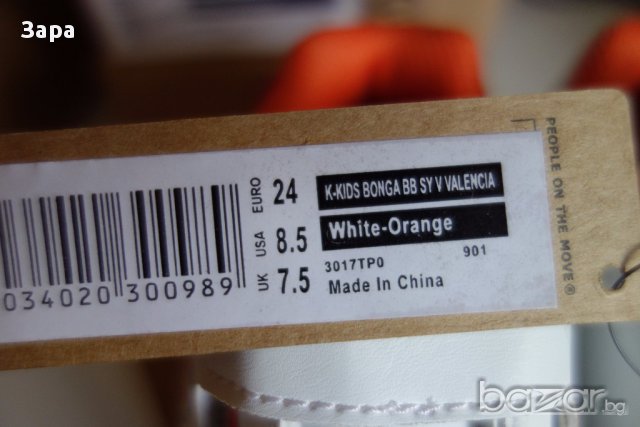 Зара
EURO 24
USA 8.5
UK 7.5
K-KIDS BONGA BB SY V VALENCIA
White-Orange
3017TP0 901
Made In China
034020 300989
PEOPLE ON THE MOVE®
bazar.bg